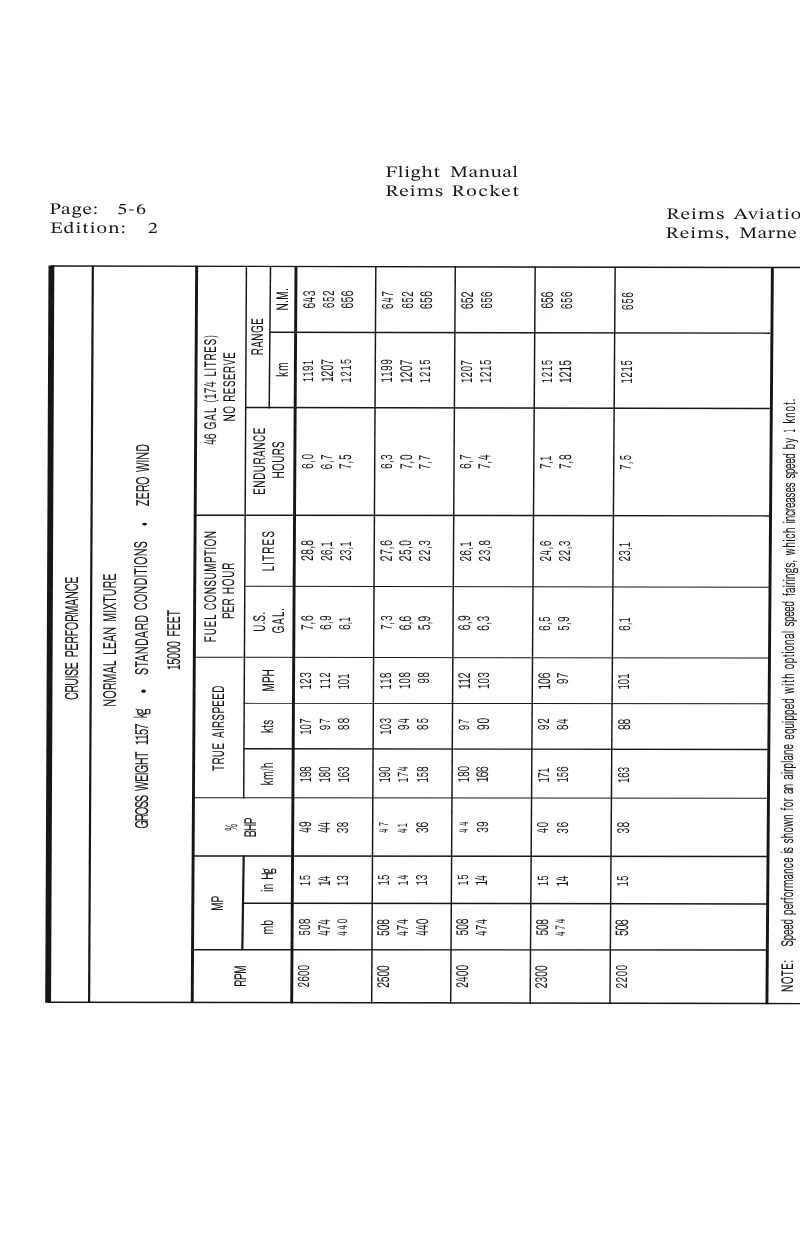 Flight Manual
Reims Rocket
Page: 5-6
Edition: 2
Reims Aviatio
Reims, Marne
CRUISE PERFORMANCE
NORMAL LEAN MIXTURE
GROSS WEIGHT 1157 kg • STANDARD CONDITIONS • ZERO WIND
15000 FEET
RPM MP % BHP TRUE AIRSPEED FUEL CONSUMPTION PER HOUR 46 GAL (174 LITRES) NO RESERVE
mb in Hg km/h kts MPH U.S. GAL. LITRES ENDURANCE HOURS RANGE
km N.M.
2600 508 15 49 198 107 123 7,6 28,8 6,0 1191 643
474 14 44 180 97 112 6,9 26,1 6,7 1207 652
440 13 38 163 88 101 6,1 23,1 7,5 1215 656
2500 508 15 47 190 103 118 7,3 27,6 6,3 1199 647
474 14 41 174 94 108 6,6 25,0 7,0 1207 652
440 13 36 158 85 98 5,9 22,3 7,7 1215 656
2400 508 15 44 180 97 112 6,9 26,1 6,7 1207 652
474 14 39 166 90 103 6,3 23,8 7,4 1215 656
2300 508 15 40 171 92 106 6,5 24,6 7,1 1215 656
474 14 36 156 84 97 5,9 22,3 7,8 1215 656
2200 508 15 38 163 88 101 6,1 23,1 7,5 1215 656
NOTE: Speed performance is shown for an airplane equipped with optional speed fairings, which increases speed by 1 knot.